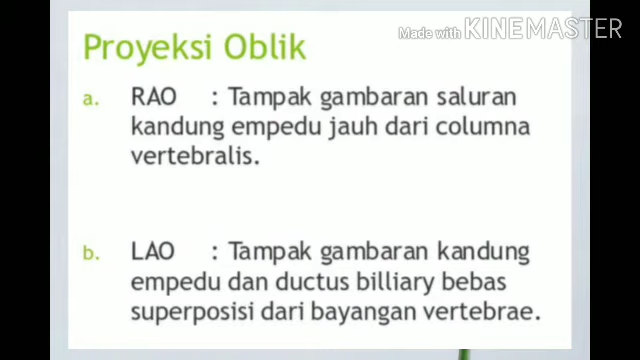 Made with KINEMASTER
Proyeksi Oblik
a. RAO : Tampak gambaran saluran
kandung empedu jauh dari columna
vertebralis.
b. LAO : Tampak gambaran kandung
empedu dan ductus billiary bebas
superposisi dari bayangan vertebrae.